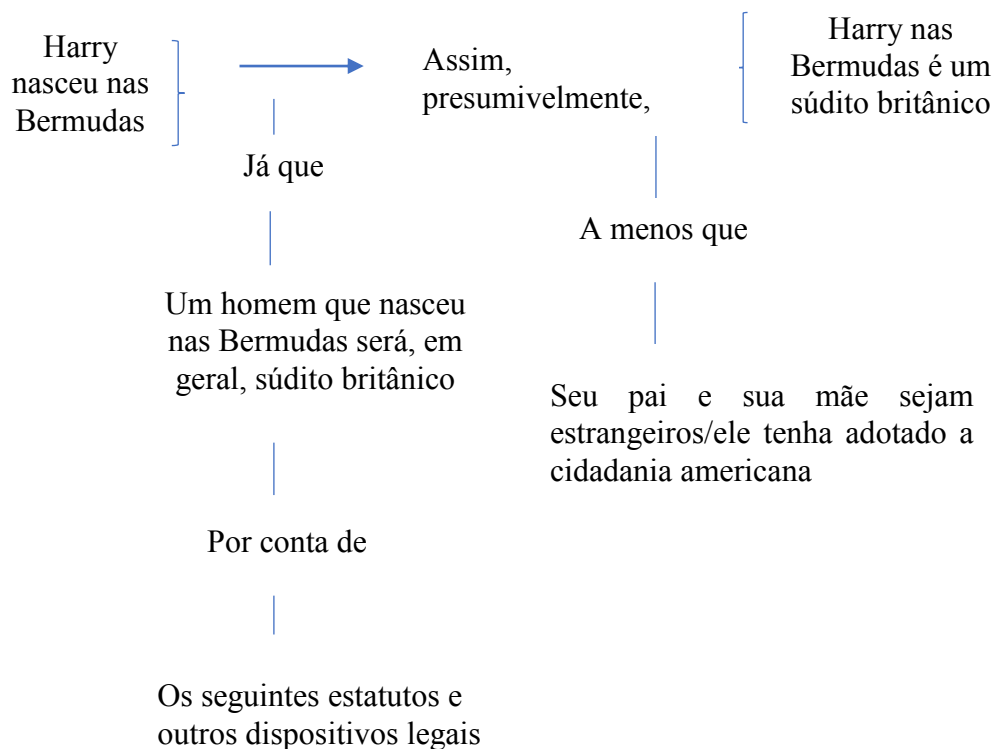 Harry
nasceu nas
Bermudas
Assim,
presumivelmente,
Harry nas
Bermudas é um
súdito britânico
Já que
A menos que
Um homem que nasceu
nas Bermudas será, em
geral, súdito britânico
Seu pai e sua mãe sejam
estrangeiros/ele tenha adotado a
cidadania americana
Por conta de
Os seguintes estatutos e
outros dispositivos legais